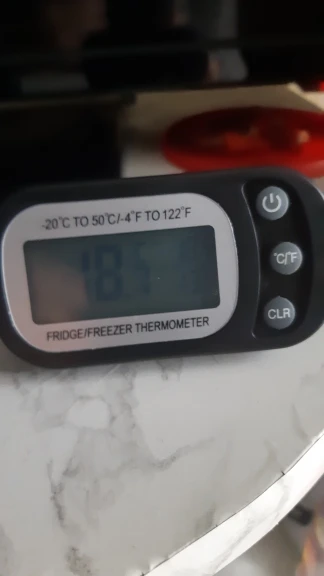 -20°C TO 50°C/-4°F TO 122°F
°C/°F
FRIDGE/FREEZER THERMOMETER
CLR